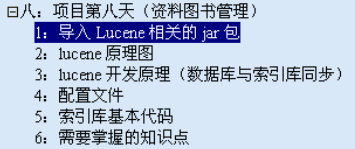 八：项目第八天（资料图书管理）
1：导入 Lucene 相关的 jar 包
2：lucene 原理图
3：lucene 开发原理（数据库与索引库同步）
4：配置文件
5：索引库基本代码
6：需要掌握的知识点